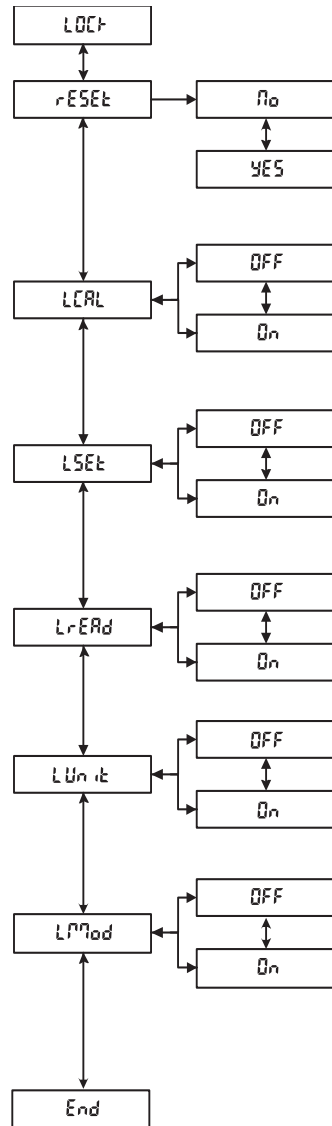 LOCk
rESEt
No
YES
LCAL
OFF
On
LSEt
OFF
On
LrEAd
OFF
On
LUnit
OFF
On
LMod
OFF
On
End